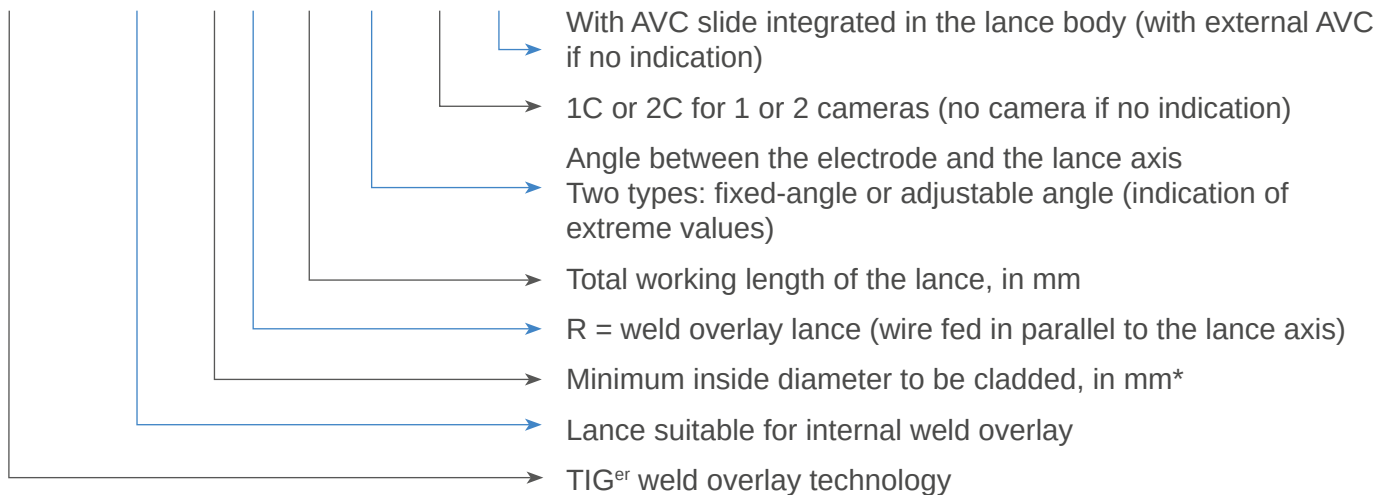 With AVC slide integrated in the lance body (with external AVC
if no indication)
1C or 2C for 1 or 2 cameras (no camera if no indication)
Angle between the electrode and the lance axis
Two types: fixed-angle or adjustable angle (indication of
extreme values)
Total working length of the lance, in mm
R = weld overlay lance (wire fed in parallel to the lance axis)
Minimum inside diameter to be cladded, in mm*
Lance suitable for internal weld overlay
TIGᵉʳ weld overlay technology